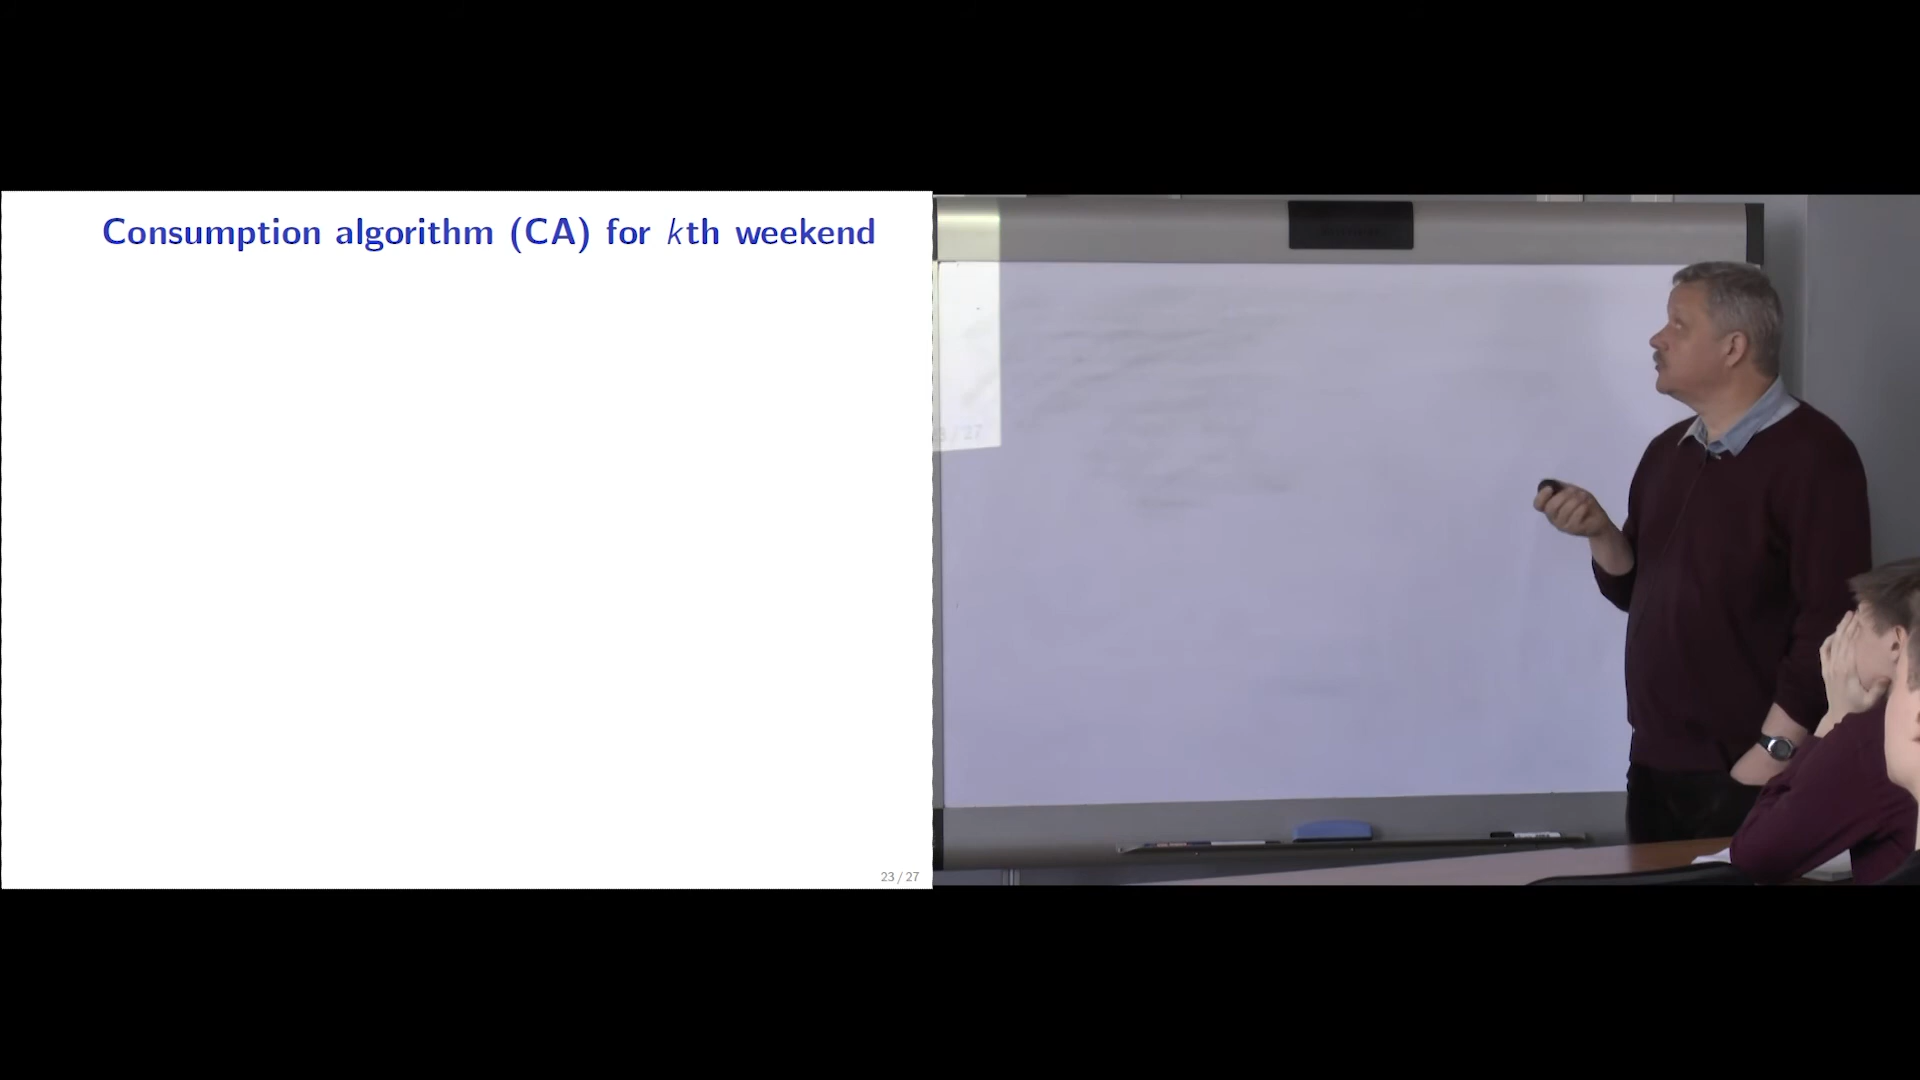 Consumption algorithm (CA) for kth weekend
23 / 27